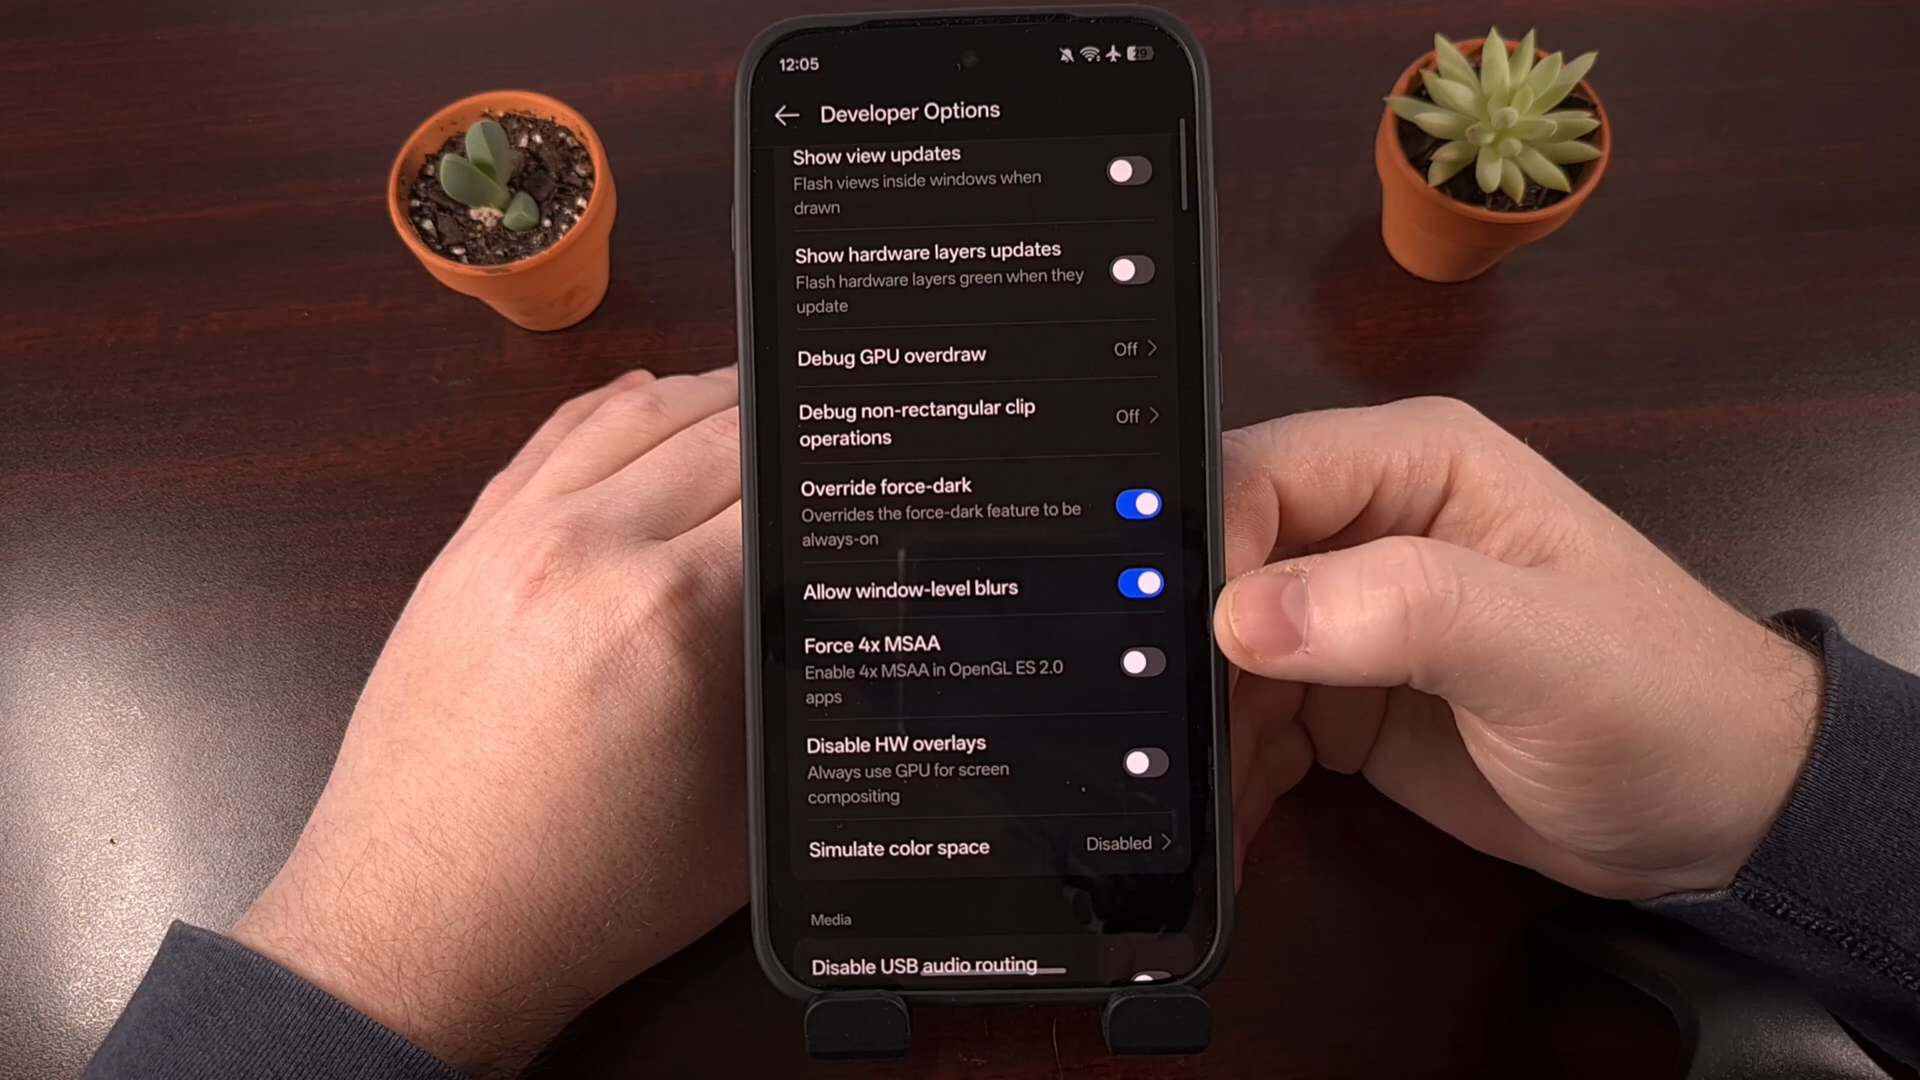 12:05
Developer Options
Show view updates
Flash views inside windows when
drawn
Show hardware layers updates
Flash hardware layers green when they
update
Debug GPU overdraw
Off
Debug non-rectangular clip
operations
Off
Override force-dark
Overrides the force-dark feature to be
always-on
Allow window-level blurs
Force 4x MSAA
Enable 4x MSAA in OpenGL ES 2.0
apps
Disable HW overlays
Always use GPU for screen
compositing
Simulate color space
Disabled
Media
Disable USB audio routing